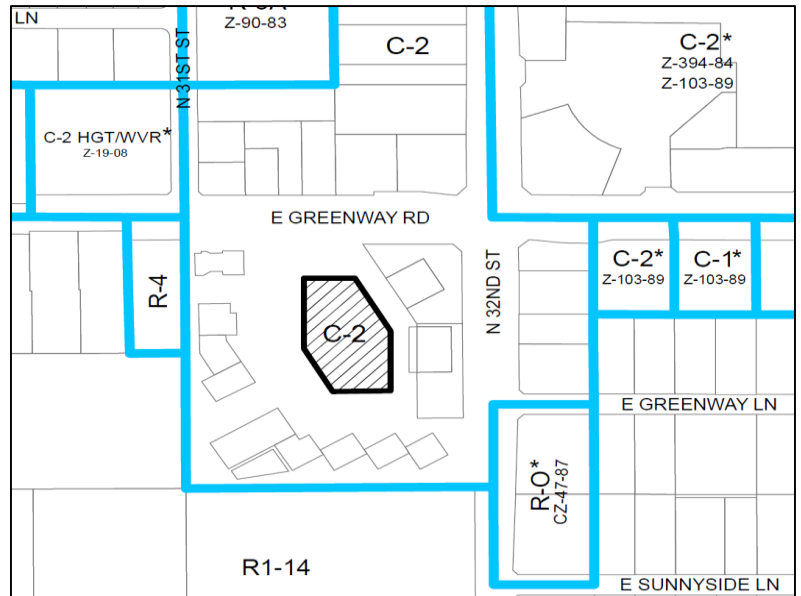 LN
Z-90-83
N 31ST ST
C-2
C-2*
Z-394-84
Z-103-89
C-2 HGT/WVR*
Z-19-08
E GREENWAY RD
R-4
C-2
N 32ND ST
C-2*
Z-103-89
C-1*
Z-103-89
E GREENWAY LN
R-O*
CZ-47-87
R1-14
E SUNNYSIDE LN